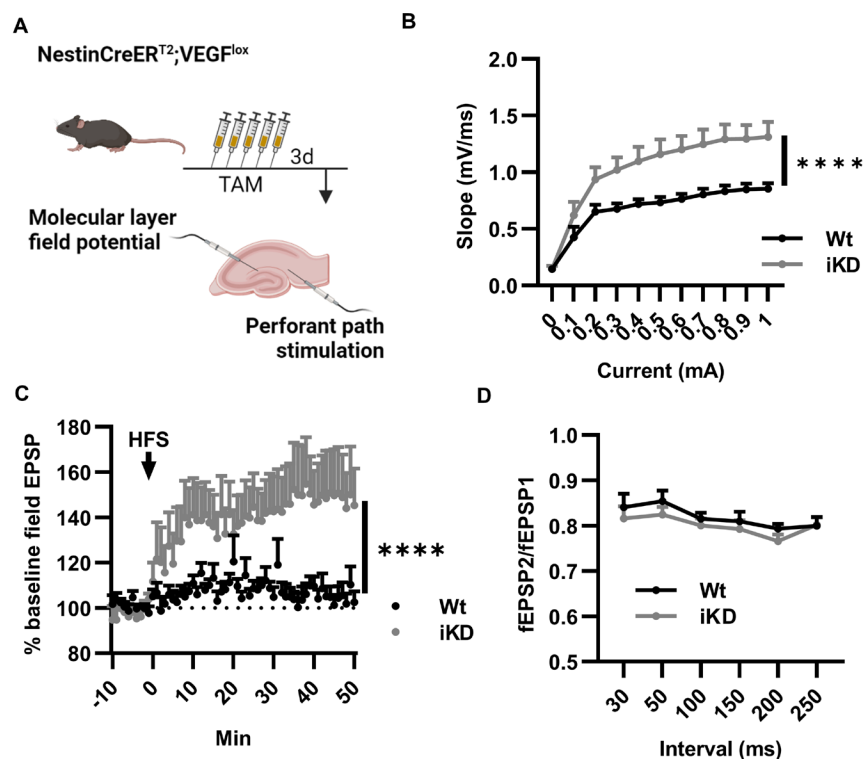 A
NestinCreER^T2;VEGF^lox
3d
TAM
Molecular layer
field potential
Perforant path
stimulation
B
Slope (mV/ms)
2.0
1.5
1.0
0.5
0.0
****
Wt
iKD
0
0.1
0.2
0.3
0.4
0.5
0.6
0.7
0.8
0.9
1
Current (mA)
C
% baseline field EPSP
180
160
140
120
100
80
HFS
****
Wt
iKD
-10
0
10
20
30
40
50
Min
D
fEPSP2/fEPSP1
1.0
0.9
0.8
0.7
0.6
0.5
Wt
iKD
30
50
100
150
200
250
Interval (ms)